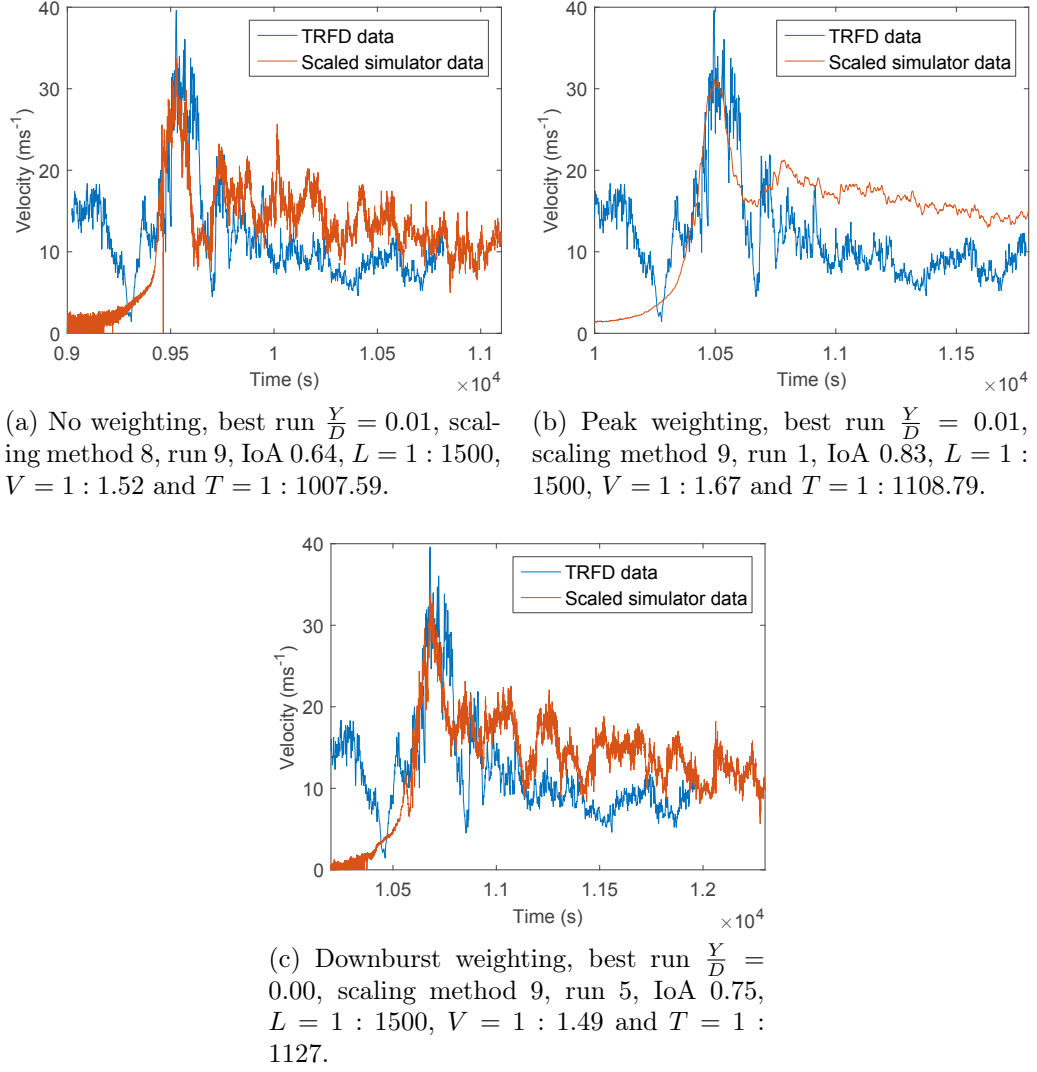 40
30
20
10
0
Velocity (ms-1)
TRFD data
Scaled simulator data
0.9 0.95 1 1.05 1.1
Time (s)
×10^4
40
30
20
10
0
Velocity (ms-1)
TRFD data
Scaled simulator data
1 1.05 1.1 1.15
Time (s)
×10^4
(a) No weighting, best run Y/D = 0.01, scal-
ing method 8, run 9, IoA 0.64, L = 1 : 1500,
V = 1 : 1.52 and T = 1 : 1007.59.
(b) Peak weighting, best run Y/D = 0.01,
scaling method 9, run 1, IoA 0.83, L = 1 :
1500, V = 1 : 1.67 and T = 1 : 1108.79.
40
30
20
10
0
Velocity (ms-1)
TRFD data
Scaled simulator data
1.05 1.1 1.15 1.2
Time (s)
×10^4
(c) Downburst weighting, best run Y/D =
0.00, scaling method 9, run 5, IoA 0.75,
L = 1 : 1500, V = 1 : 1.49 and T = 1 :
1127.